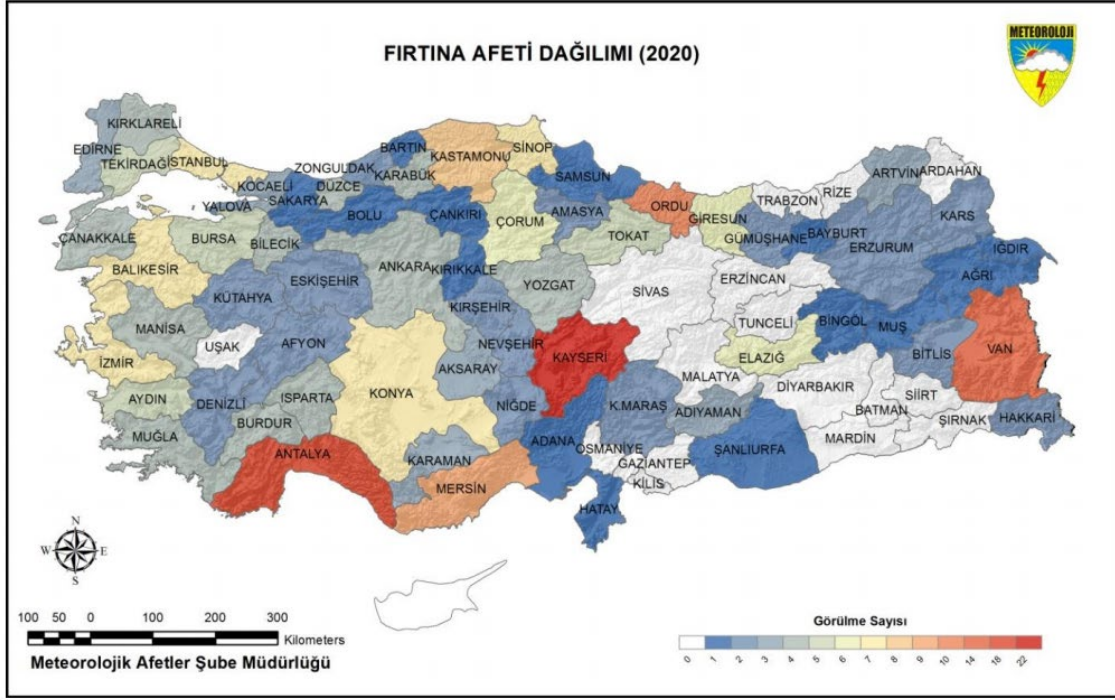 FIRTINA AFETİ DAĞILIMI (2020)
METEOROLOJİ
KIRKLARELİ
EDİRNE
TEKİRDAĞ
İSTANBUL
KOCAELİ
YALOVA
SAKARYA
DÜZCE
ZONGULDAK
BARTIN
KARABÜK
KASTAMONU
SİNOP
SAMSUN
ORDU
GİRESUN
TRABZON
RİZE
ARTVİN
ARDAHAN
ÇANAKKALE
BALIKESİR
BURSA
BİLECİK
BOLU
ÇANKIRI
ÇORUM
AMASYA
TOKAT
GÜMÜŞHANE
BAYBURT
ERZURUM
KARS
IĞDIR
AĞRI
KÜTAHYA
ESKİŞEHİR
ANKARA
KIRIKKALE
KIRŞEHİR
YOZGAT
SİVAS
ERZİNCAN
TUNCELİ
BİNGÖL
MUŞ
MANİSA
UŞAK
AFYON
İZMİR
KONYA
AKSARAY
NEVŞEHİR
KAYSERİ
MALATYA
ELAZIĞ
DİYARBAKIR
BİTLİS
VAN
AYDIN
DENİZLİ
ISPARTA
BURDUR
NİĞDE
K.MARAŞ
ADIYAMAN
BATMAN
SİİRT
ŞIRNAK
HAKKARİ
MUĞLA
ANTALYA
KARAMAN
MERSİN
ADANA
OSMANİYE
GAZİANTEP
KİLİS
ŞANLIURFA
MARDİN
HATAY
N
W E
S
100 50 0 100 200 300
Kilometers
Meteorolojik Afetler Şube Müdürlüğü
Görülme Sayısı
0 1 2 3 4 5 6 7 8 9 10 14 18 22